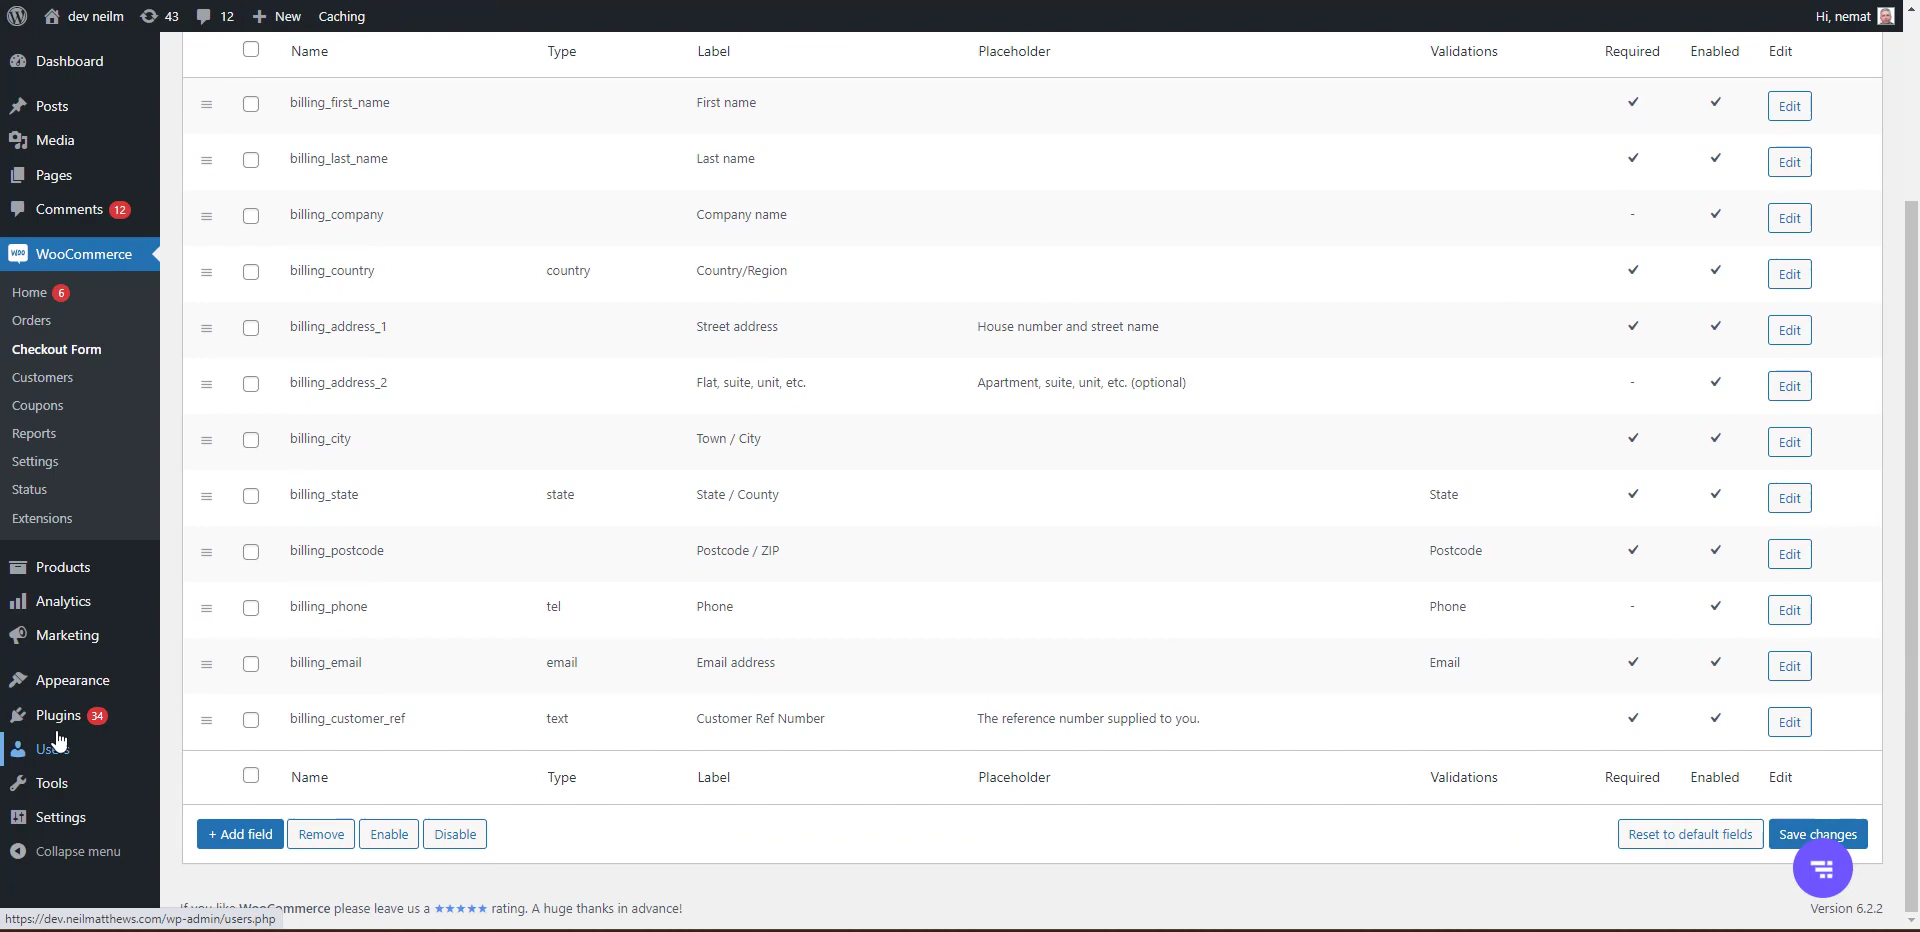 dev neilm 43 12 New Caching Hi, nemat
Dashboard
Posts
Media
Pages
Comments 12
WooCommerce
Home 6
Orders
Checkout Form
Customers
Coupons
Reports
Settings
Status
Extensions
Products
Analytics
Marketing
Appearance
Plugins 34
Users
Tools
Settings
Collapse menu
Name Type Label Placeholder Validations Required Enabled Edit
billing_first_name First name Edit
billing_last_name Last name Edit
billing_company Company name - Edit
billing_country country Country/Region Edit
billing_address_1 Street address House number and street name Edit
billing_address_2 Flat, suite, unit, etc. Apartment, suite, unit, etc. (optional) - Edit
billing_city Town / City Edit
billing_state state State / County State Edit
billing_postcode Postcode / ZIP Postcode Edit
billing_phone tel Phone Phone - Edit
billing_email email Email address Email Edit
billing_customer_ref text Customer Ref Number The reference number supplied to you. Edit
Name Type Label Placeholder Validations Required Enabled Edit
+ Add field Remove Enable Disable Reset to default fields Save changes
If you like WooCommerce please leave us a ★★★★★ rating. A huge thanks in advance! Version 6.2.2
https://dev.neilmatthews.com/wp-admin/users.php